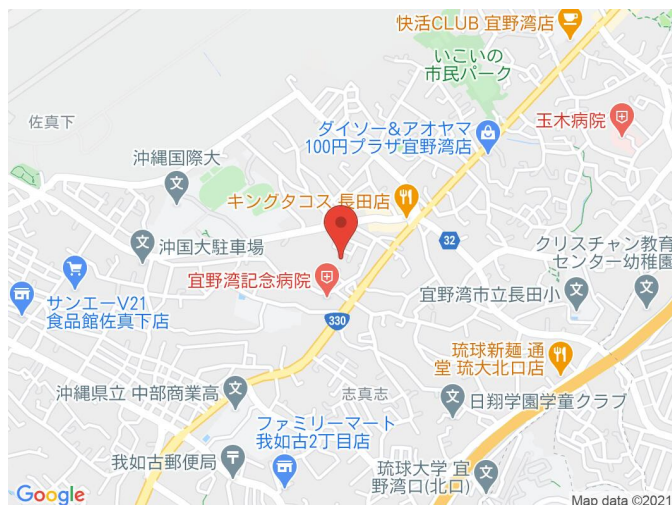 快活CLUB 宜野湾店
いこいの
市民パーク
佐真下
ダイソー&アオヤマ
100円プラザ宜野湾店
玉木病院
沖縄国際大
キングタコス 長田店
沖国大駐車場
32
クリスチャン教育
センター幼稚園
宜野湾記念病院
宜野湾市立長田小
サンエーV21
食品館佐真下店
330
琉球新麺 通
堂 琉大北口店
沖縄県立 中部商業高
志真志
日翔学園学童クラブ
ファミリーマート
我如古2丁目店
我如古郵便局
琉球大学 宜
野湾口(北口)
Google
Map data ©2021